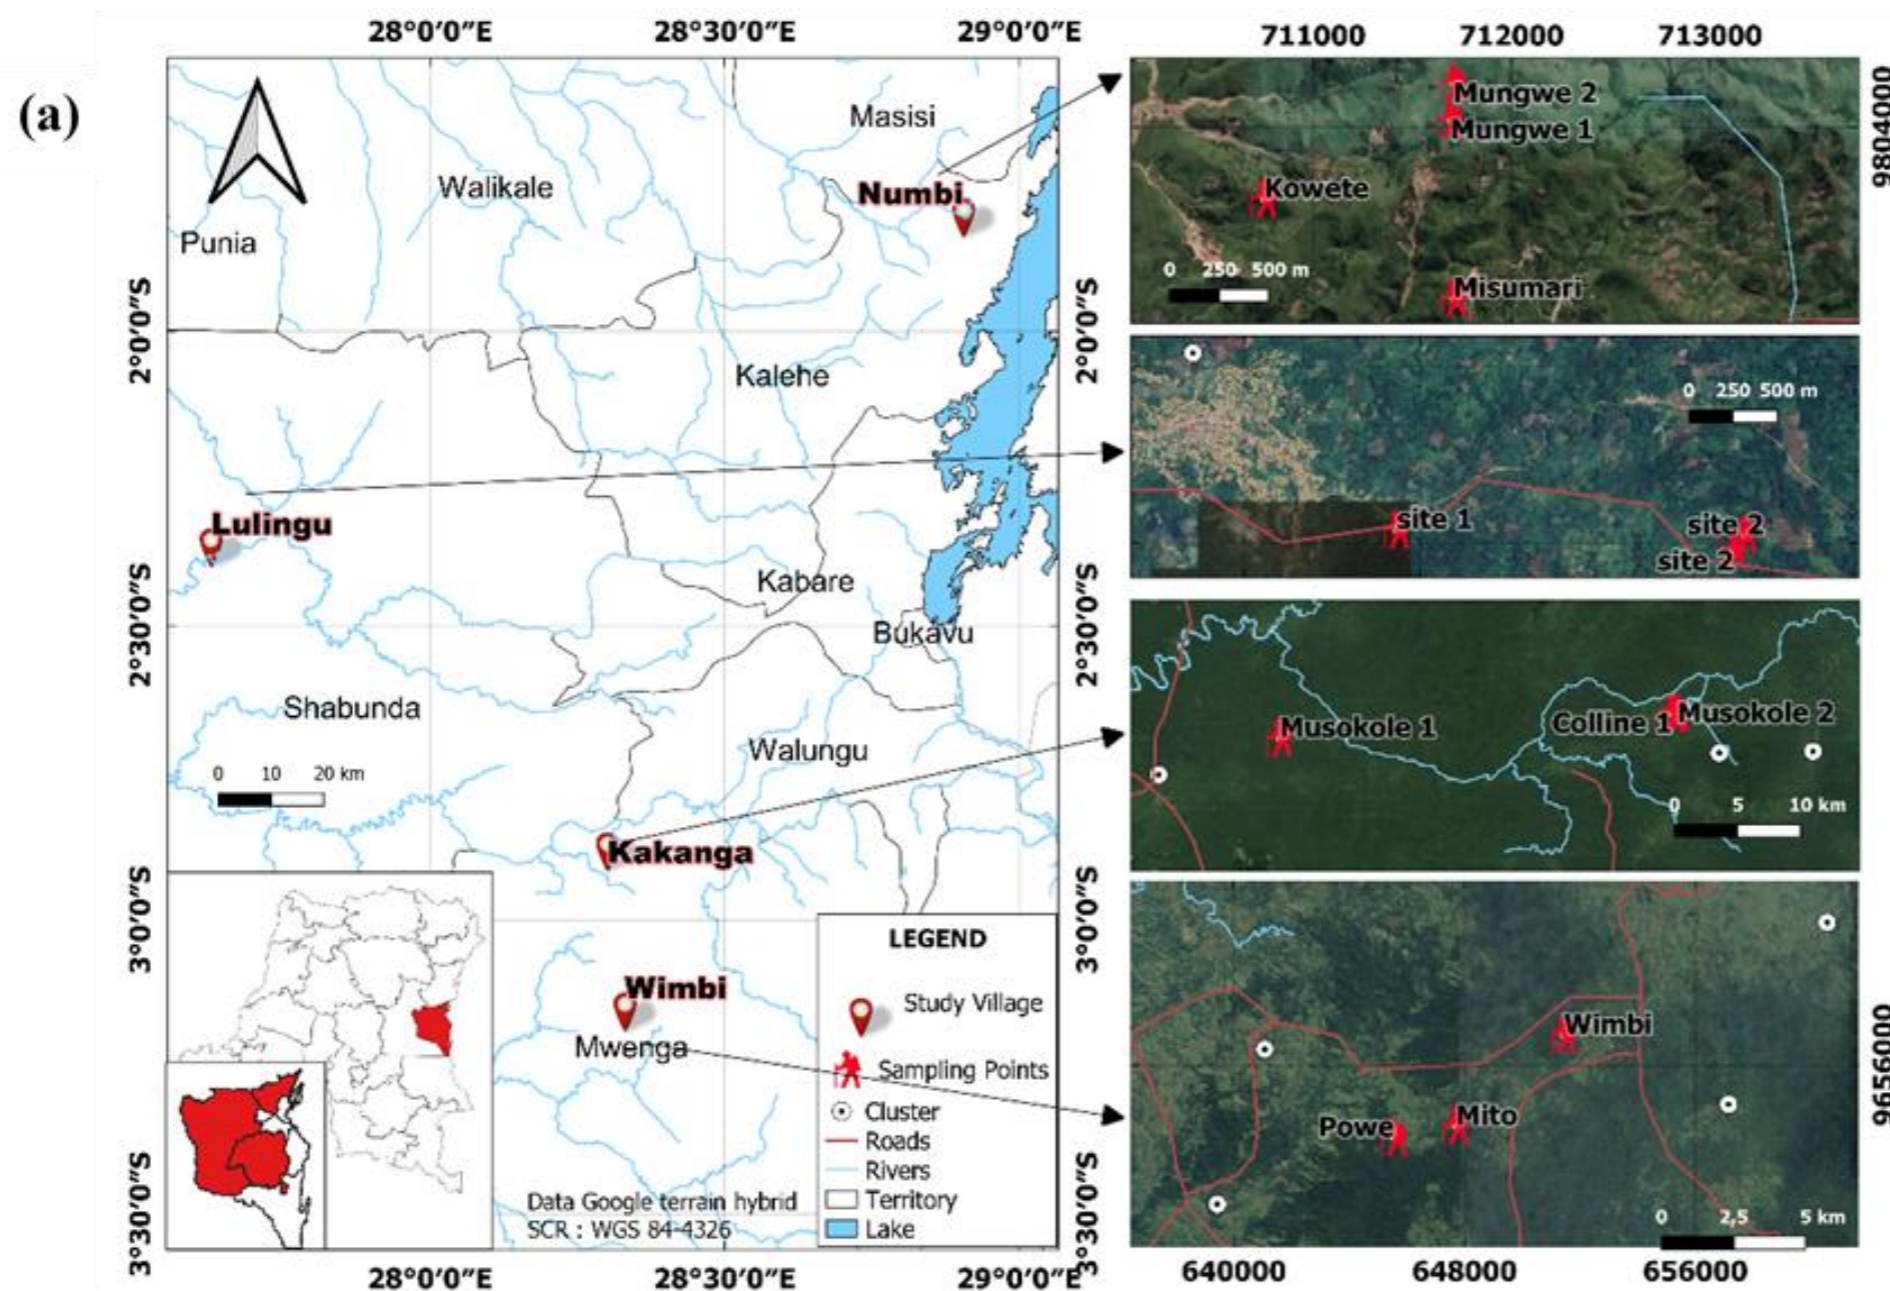 (a)
28°0'0"E
28°30'0"E
29°0'0"E
Masisi
Walikale
Numbi
Punia
2°0'0"S
2°0'0"S
Kalehe
Lulingu
Kabare
2°30'0"S
2°30'0"S
Bukavu
Shabunda
Walungu
0 10 20 km
Kakanga
3°0'0"S
3°0'0"S
Wimbi
Mwenga
LEGEND
Study Village
Sampling Points
Cluster
Roads
Rivers
Territory
Lake
Data Google terrain hybrid
SCR : WGS 84-4326
3°30'0"S
3°30'0"S
28°0'0"E
28°30'0"E
29°0'0"E
711000
712000
713000
Mungwe 2
Mungwe 1
9804000
Kowete
0 250 500 m
Misumari
0 250 500 m
site 1
site 2
site 2
Musokole 1
Colline 1
Musokole 2
0 5 10 km
Wimbi
9656000
Powe
Mito
0 2,5 5 km
640000
648000
656000